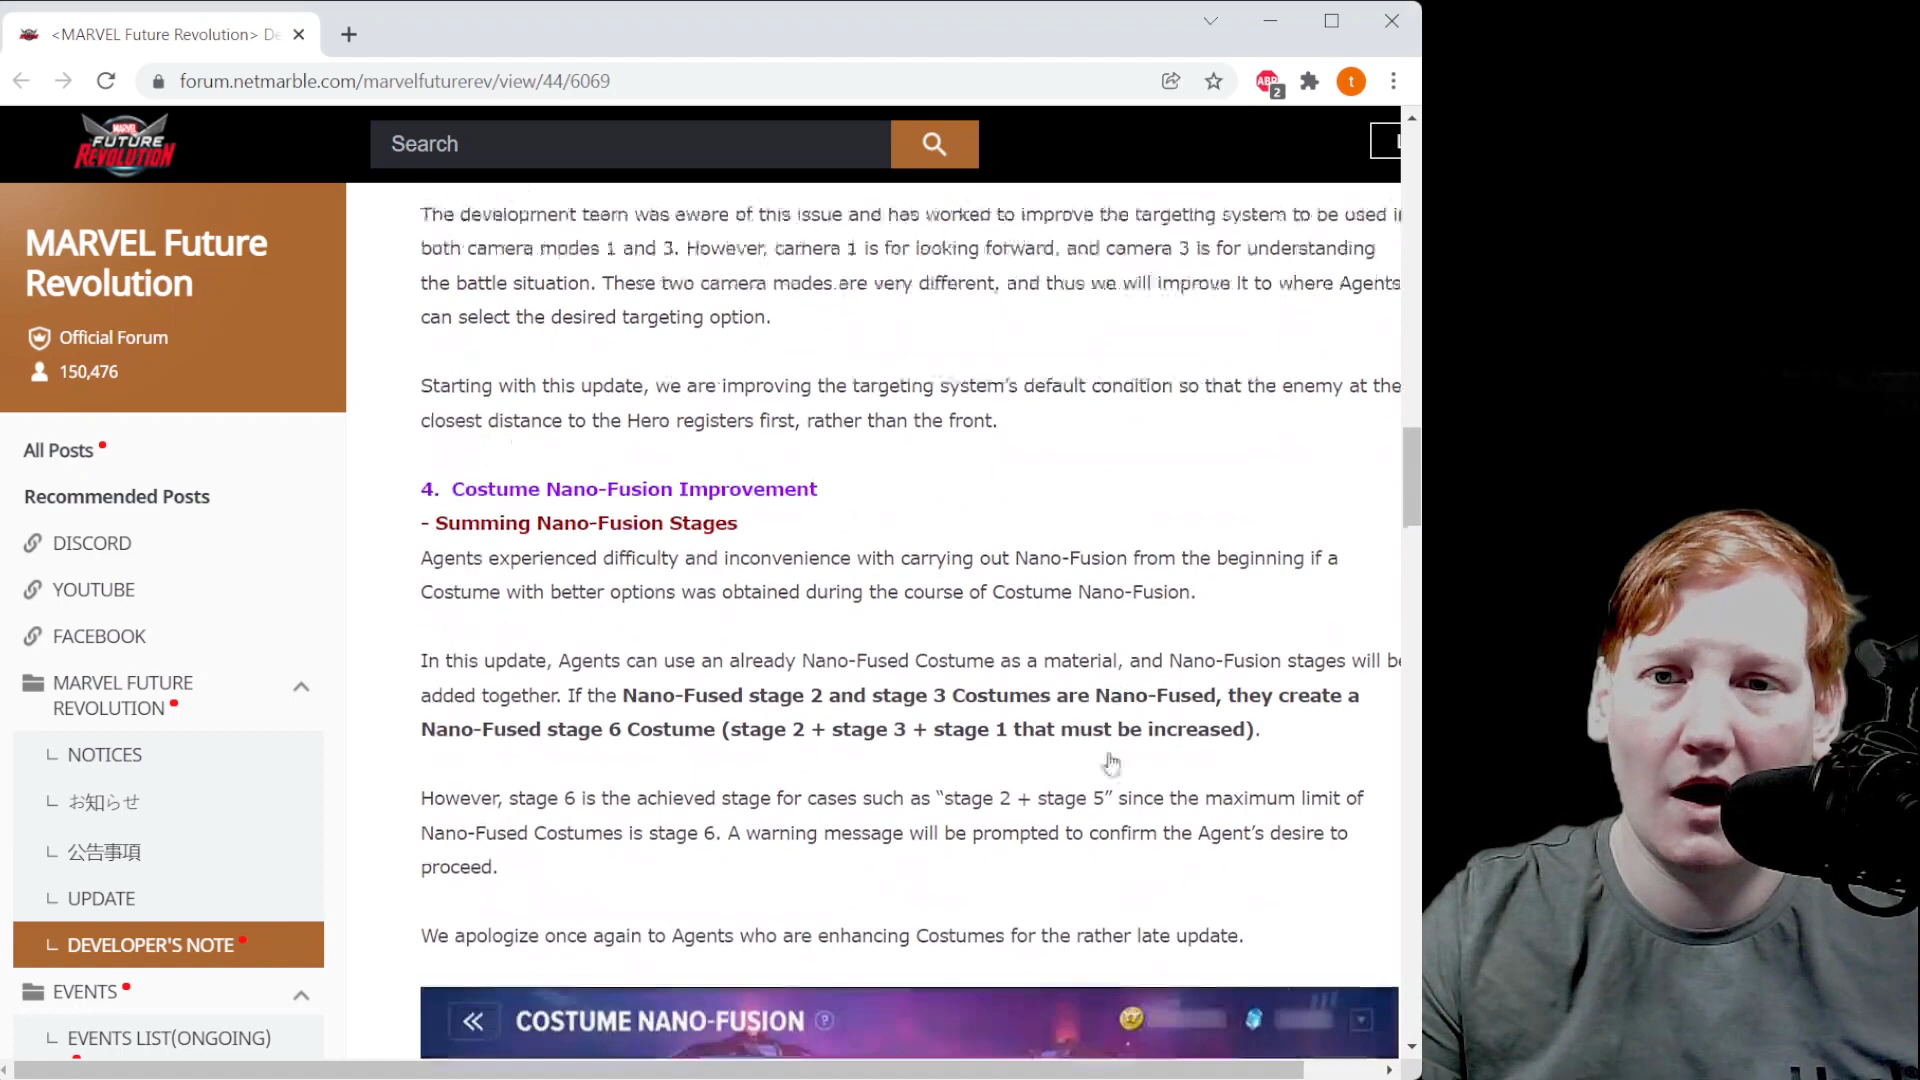 <MARVEL Future Revolution> De
forum.netmarble.com/marvelfuturerev/view/44/6069
ABP
2
t
MARVEL
FUTURE
REVOLUTION
Search
MARVEL Future
Revolution
Official Forum
150,476
All Posts
Recommended Posts
DISCORD
YOUTUBE
FACEBOOK
MARVEL FUTURE
REVOLUTION
NOTICES
お知らせ
公告事項
UPDATE
DEVELOPER'S NOTE
EVENTS
EVENTS LIST(ONGOING)
The development team was aware of this issue and has worked to improve the targeting system to be used i
both camera modes 1 and 3. However, camera 1 is for looking forward, and camera 3 is for understanding
the battle situation. These two camera modes are very different, and thus we will improve it to where Agents
can select the desired targeting option.
Starting with this update, we are improving the targeting system's default condition so that the enemy at the
closest distance to the Hero registers first, rather than the front.
4. Costume Nano-Fusion Improvement
- Summing Nano-Fusion Stages
Agents experienced difficulty and inconvenience with carrying out Nano-Fusion from the beginning if a
Costume with better options was obtained during the course of Costume Nano-Fusion.
In this update, Agents can use an already Nano-Fused Costume as a material, and Nano-Fusion stages will be
added together. If the Nano-Fused stage 2 and stage 3 Costumes are Nano-Fused, they create a
Nano-Fused stage 6 Costume (stage 2 + stage 3 + stage 1 that must be increased).
However, stage 6 is the achieved stage for cases such as “stage 2 + stage 5” since the maximum limit of
Nano-Fused Costumes is stage 6. A warning message will be prompted to confirm the Agent’s desire to
proceed.
We apologize once again to Agents who are enhancing Costumes for the rather late update.
COSTUME NANO-FUSION ?